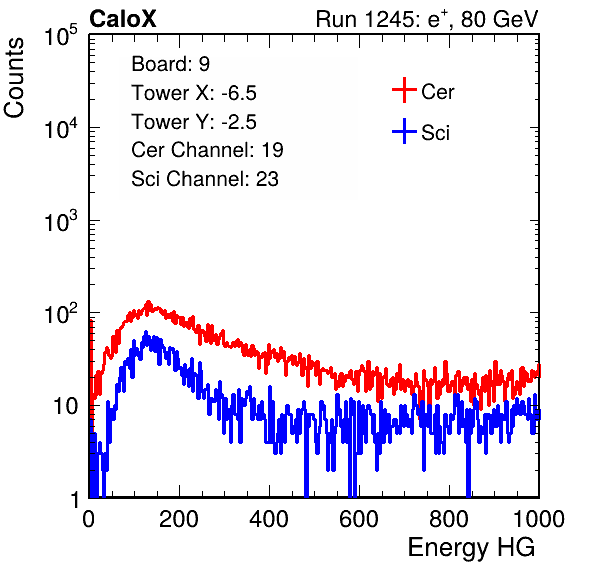 CaloX Run 1245: e⁺, 80 GeV
Counts
Board: 9
Tower X: -6.5
Tower Y: -2.5
Cer Channel: 19
Sci Channel: 23
Cer
Sci
10⁵
10⁴
10³
10²
10
1
0 200 400 600 800 1000
Energy HG